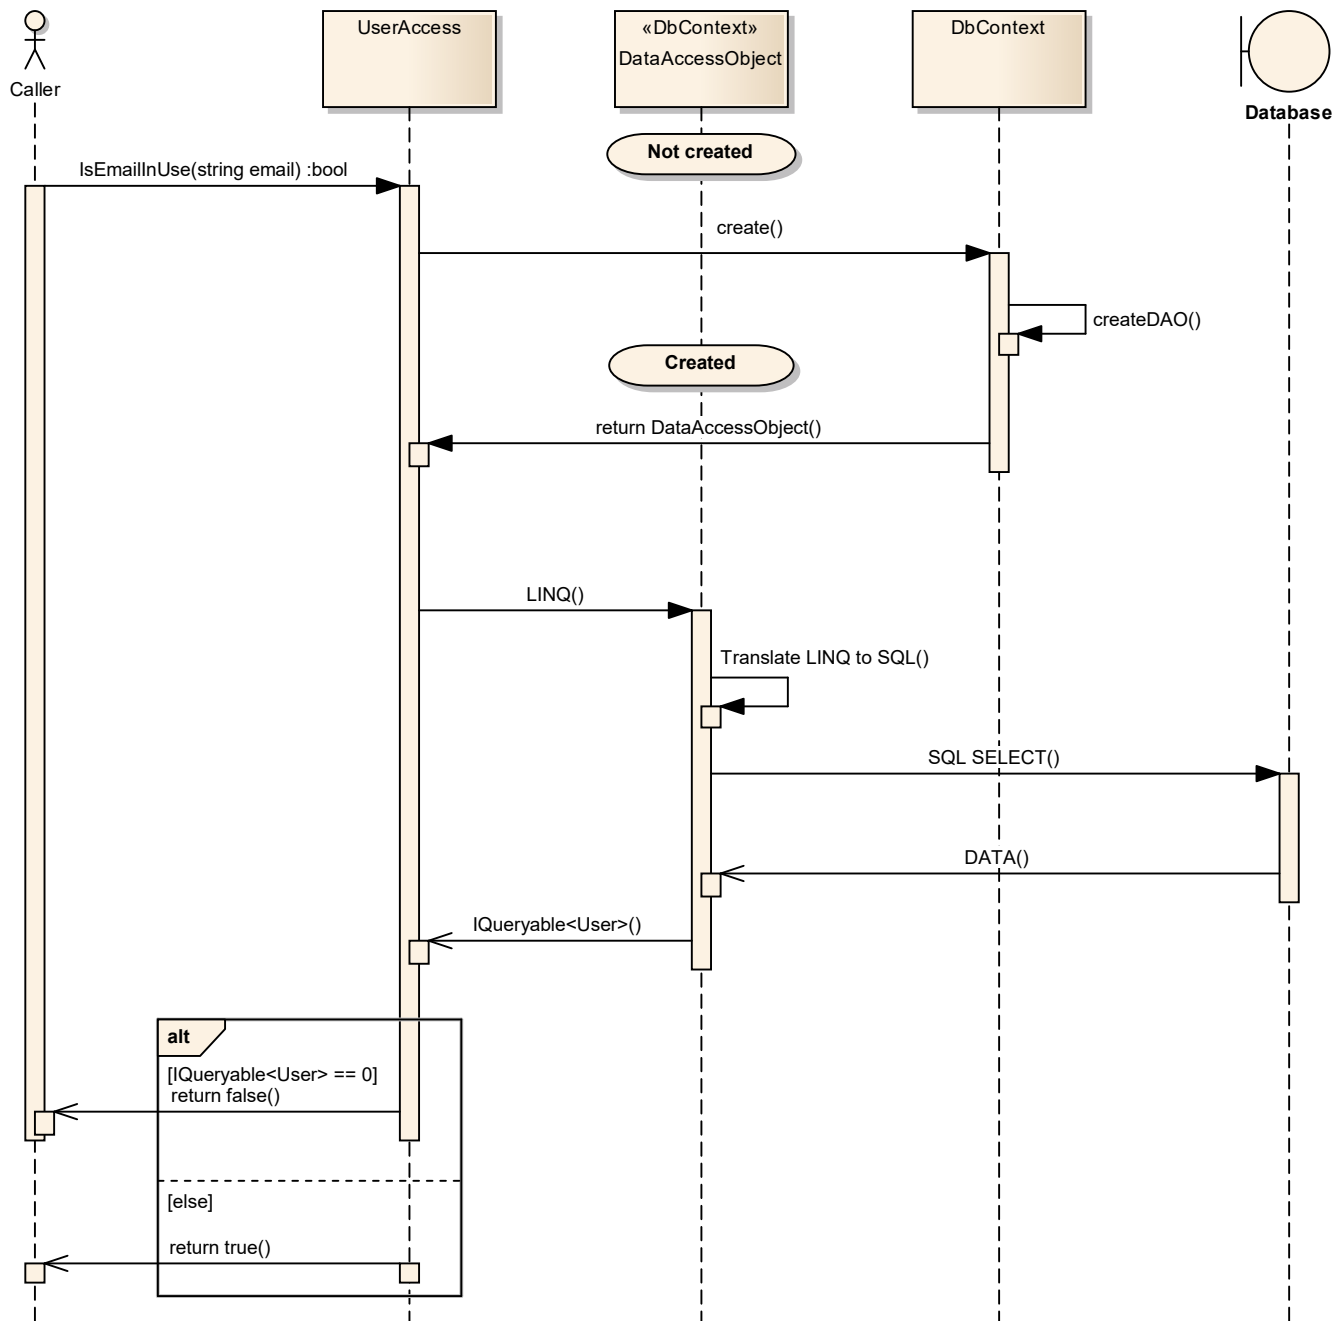 Caller
UserAccess
«DbContext»
DataAccessObject
DbContext
Database
Not created
IsEmailInUse(string email) :bool
create()
createDAO()
Created
return DataAccessObject()
LINQ()
Translate LINQ to SQL()
SQL SELECT()
DATA()
IQueryable<User>()
alt
[IQueryable<User> == 0]
return false()
[else]
return true()